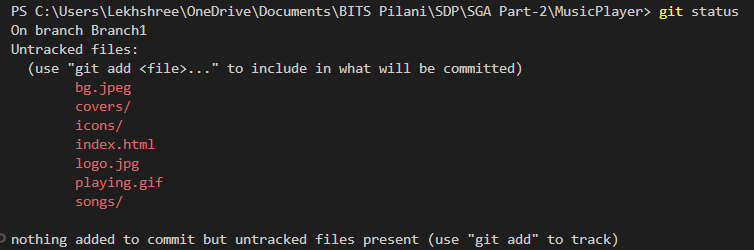 PS C:\Users\Lekhshree\OneDrive\Documents\BITS Pilani\SDP\SGA Part-2\MusicPlayer> git status
On branch Branch1
Untracked files:
  (use "git add <file>..." to include in what will be committed)
        bg.jpeg
        covers/
        icons/
        index.html
        logo.jpg
        playing.gif
        songs/

nothing added to commit but untracked files present (use "git add" to track)